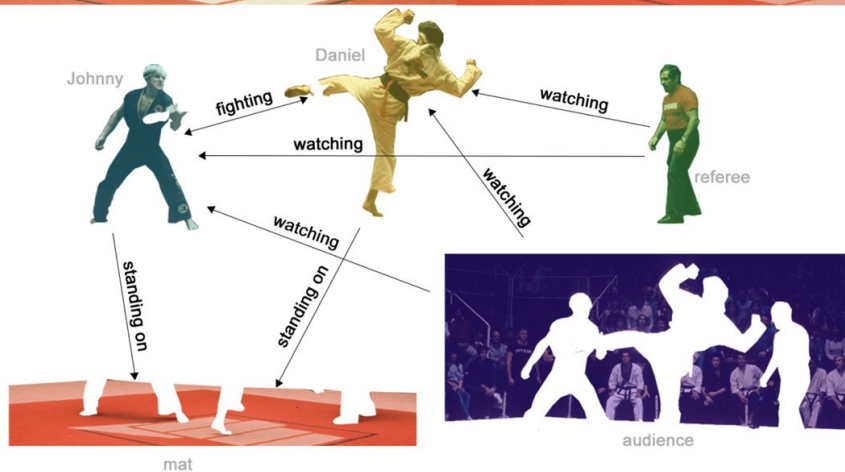 Daniel
Johnny
fighting
watching
watching
referee
watching
watching
standing on
standing on
audience
mat